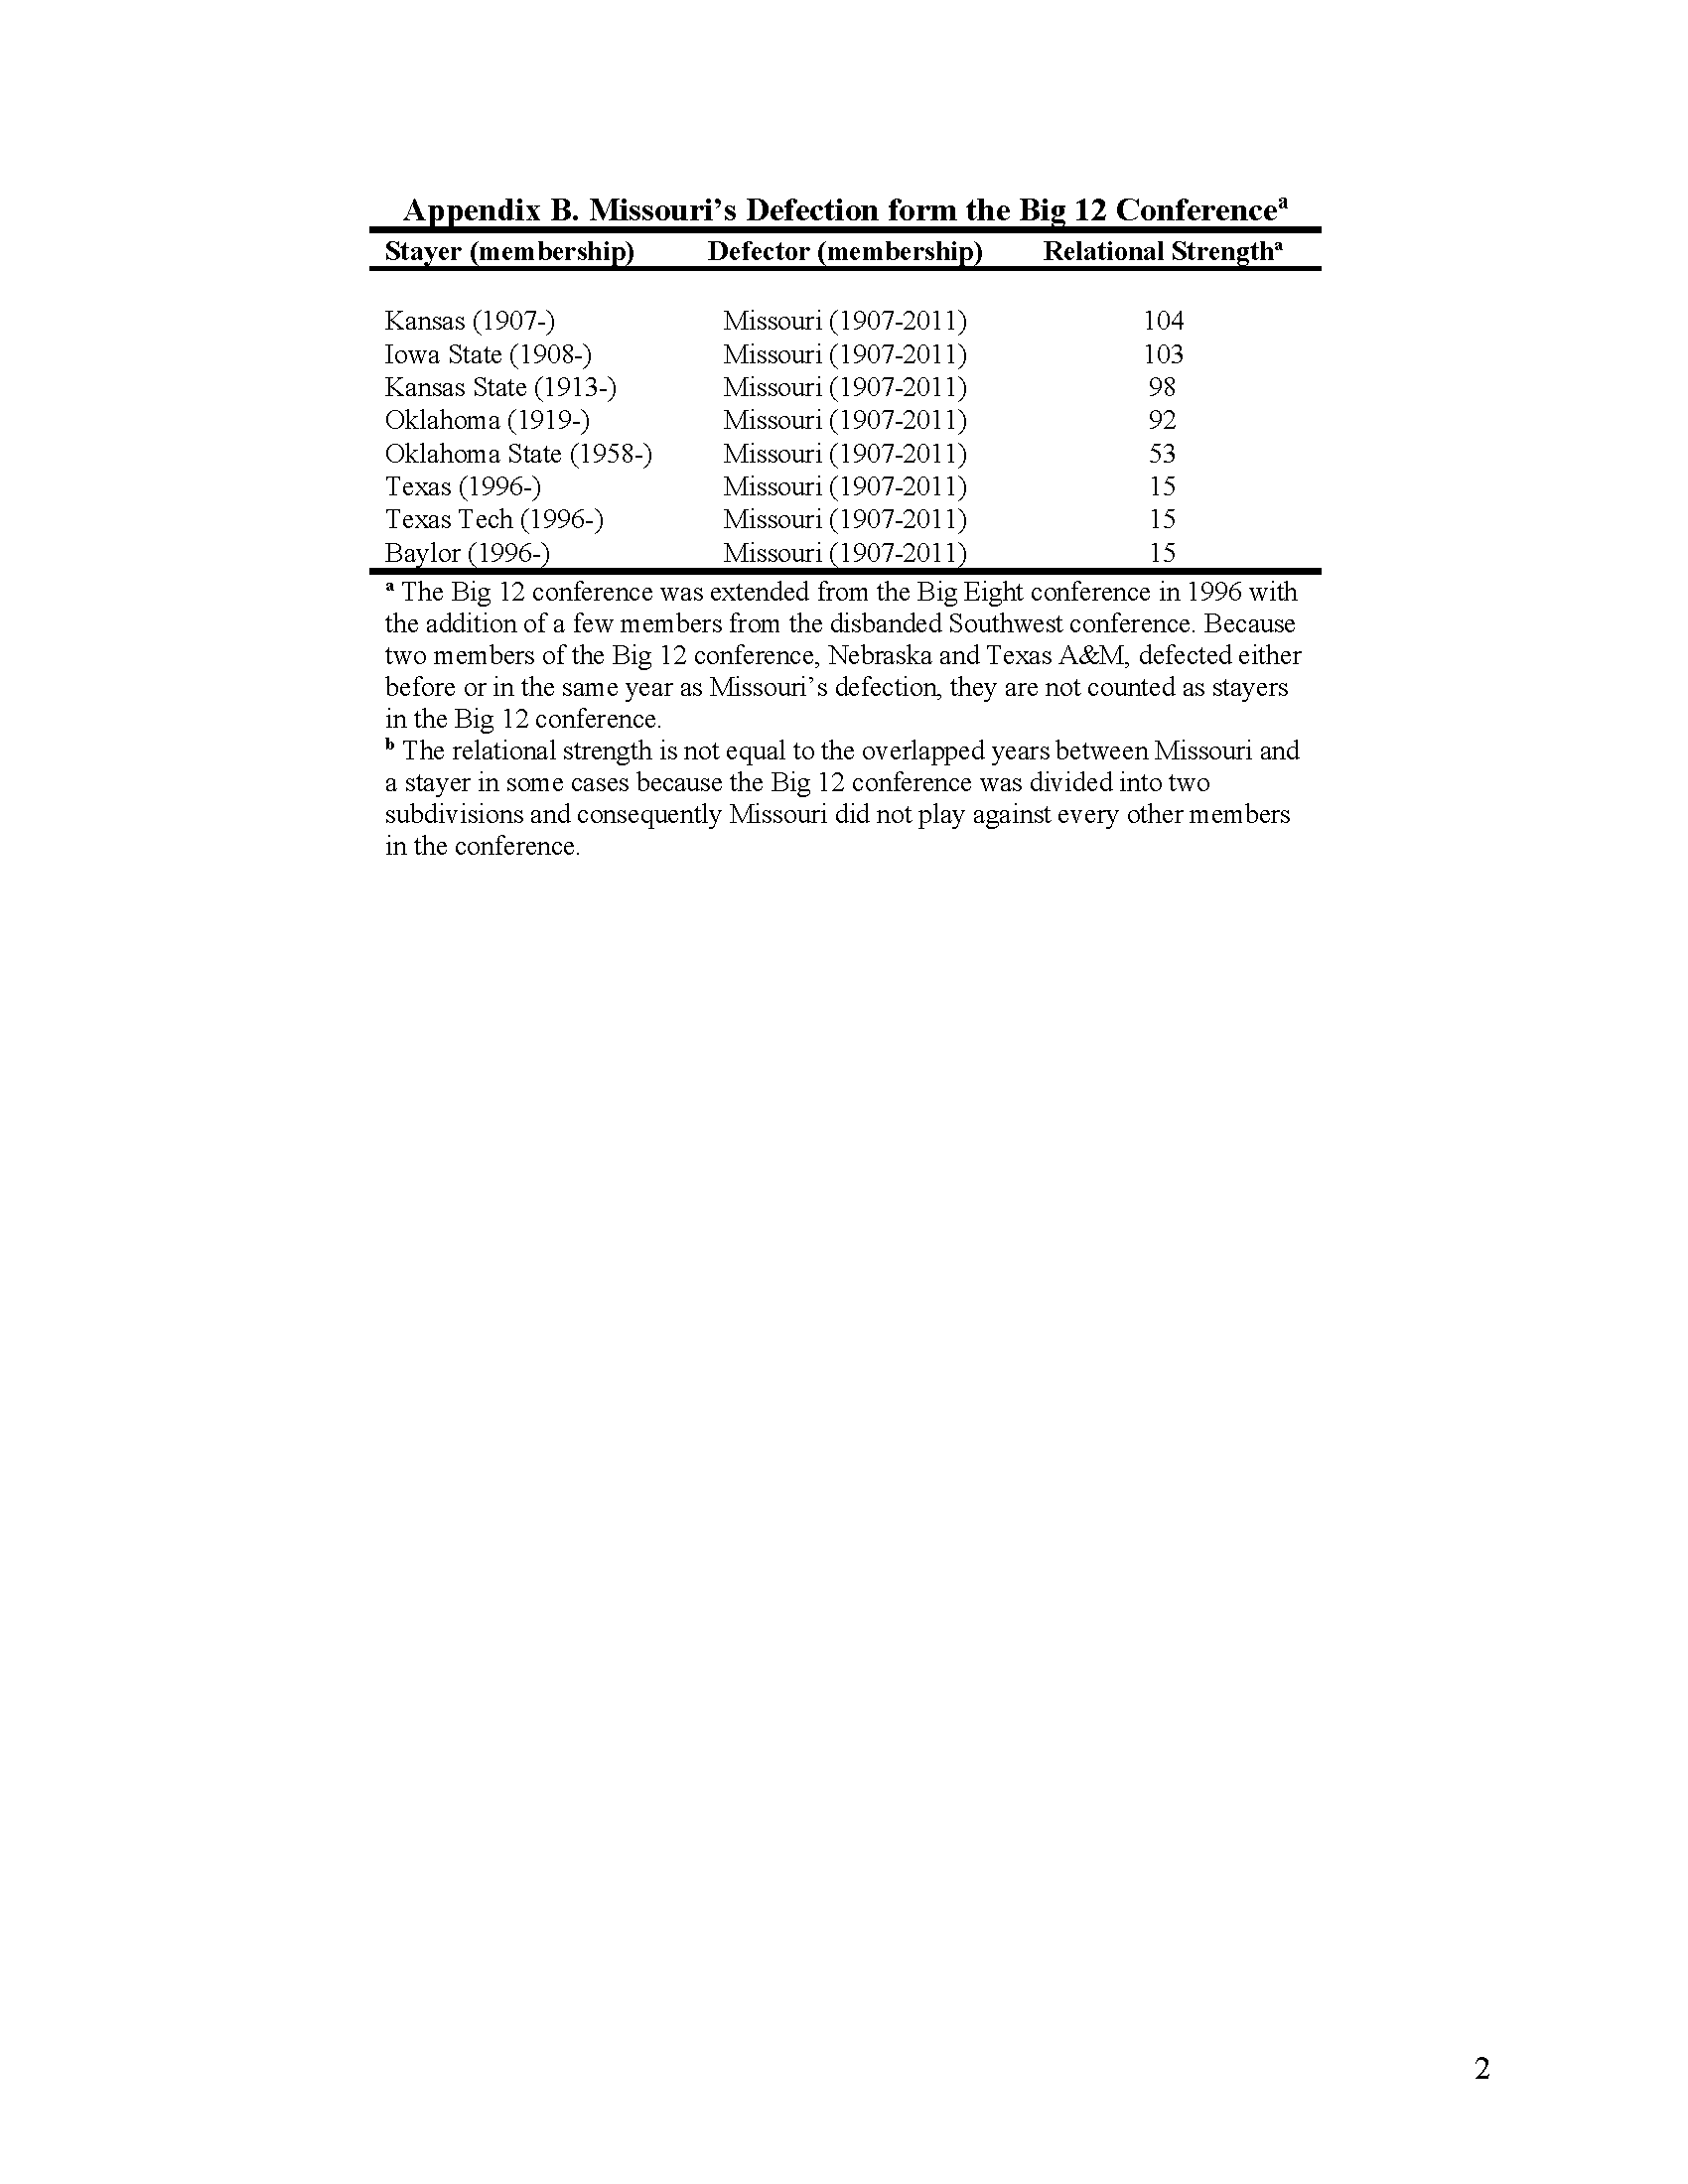 Appendix B. Missouri’s Defection form the Big 12 Conferenceᵃ
Stayer (membership) Defector (membership) Relational Strengthᵃ
Kansas (1907-) Missouri (1907-2011) 104
Iowa State (1908-) Missouri (1907-2011) 103
Kansas State (1913-) Missouri (1907-2011) 98
Oklahoma (1919-) Missouri (1907-2011) 92
Oklahoma State (1958-) Missouri (1907-2011) 53
Texas (1996-) Missouri (1907-2011) 15
Texas Tech (1996-) Missouri (1907-2011) 15
Baylor (1996-) Missouri (1907-2011) 15
ᵃ The Big 12 conference was extended from the Big Eight conference in 1996 with
the addition of a few members from the disbanded Southwest conference. Because
two members of the Big 12 conference, Nebraska and Texas A&M, defected either
before or in the same year as Missouri’s defection, they are not counted as stayers
in the Big 12 conference.
ᵇ The relational strength is not equal to the overlapped years between Missouri and
a stayer in some cases because the Big 12 conference was divided into two
subdivisions and consequently Missouri did not play against every other members
in the conference.
2